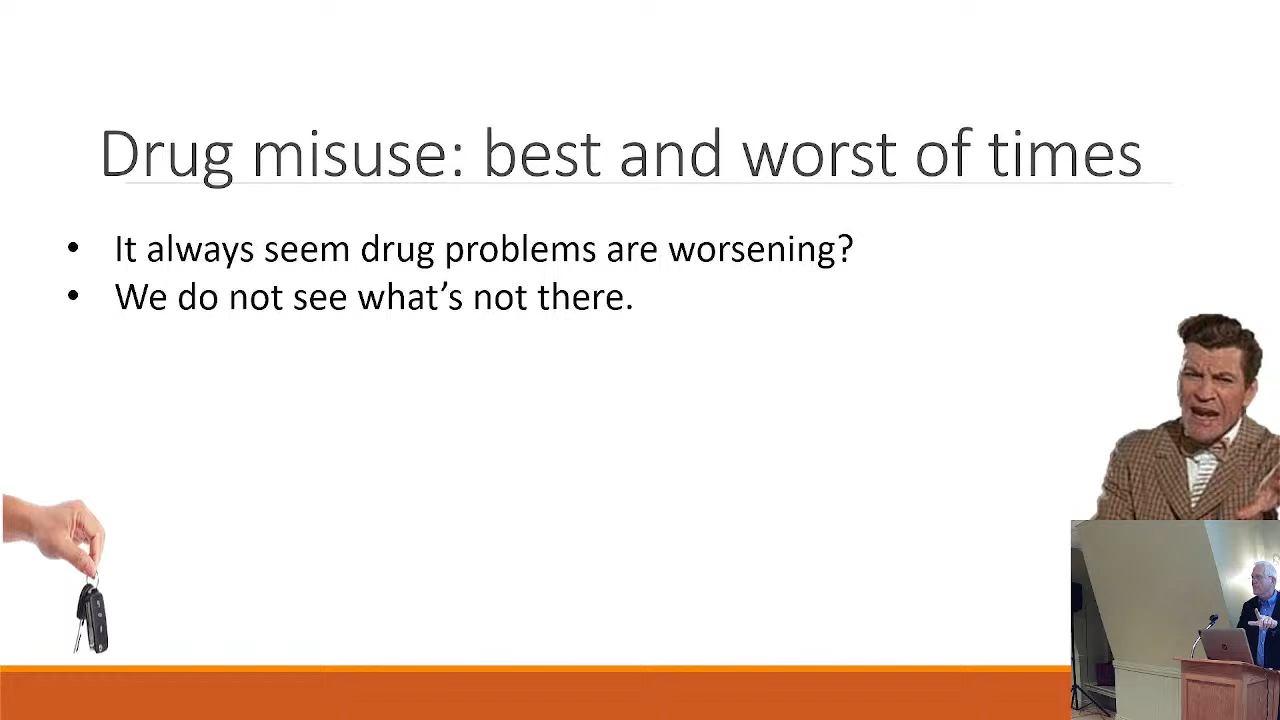 Drug misuse: best and worst of times
• It always seem drug problems are worsening?
• We do not see what's not there.